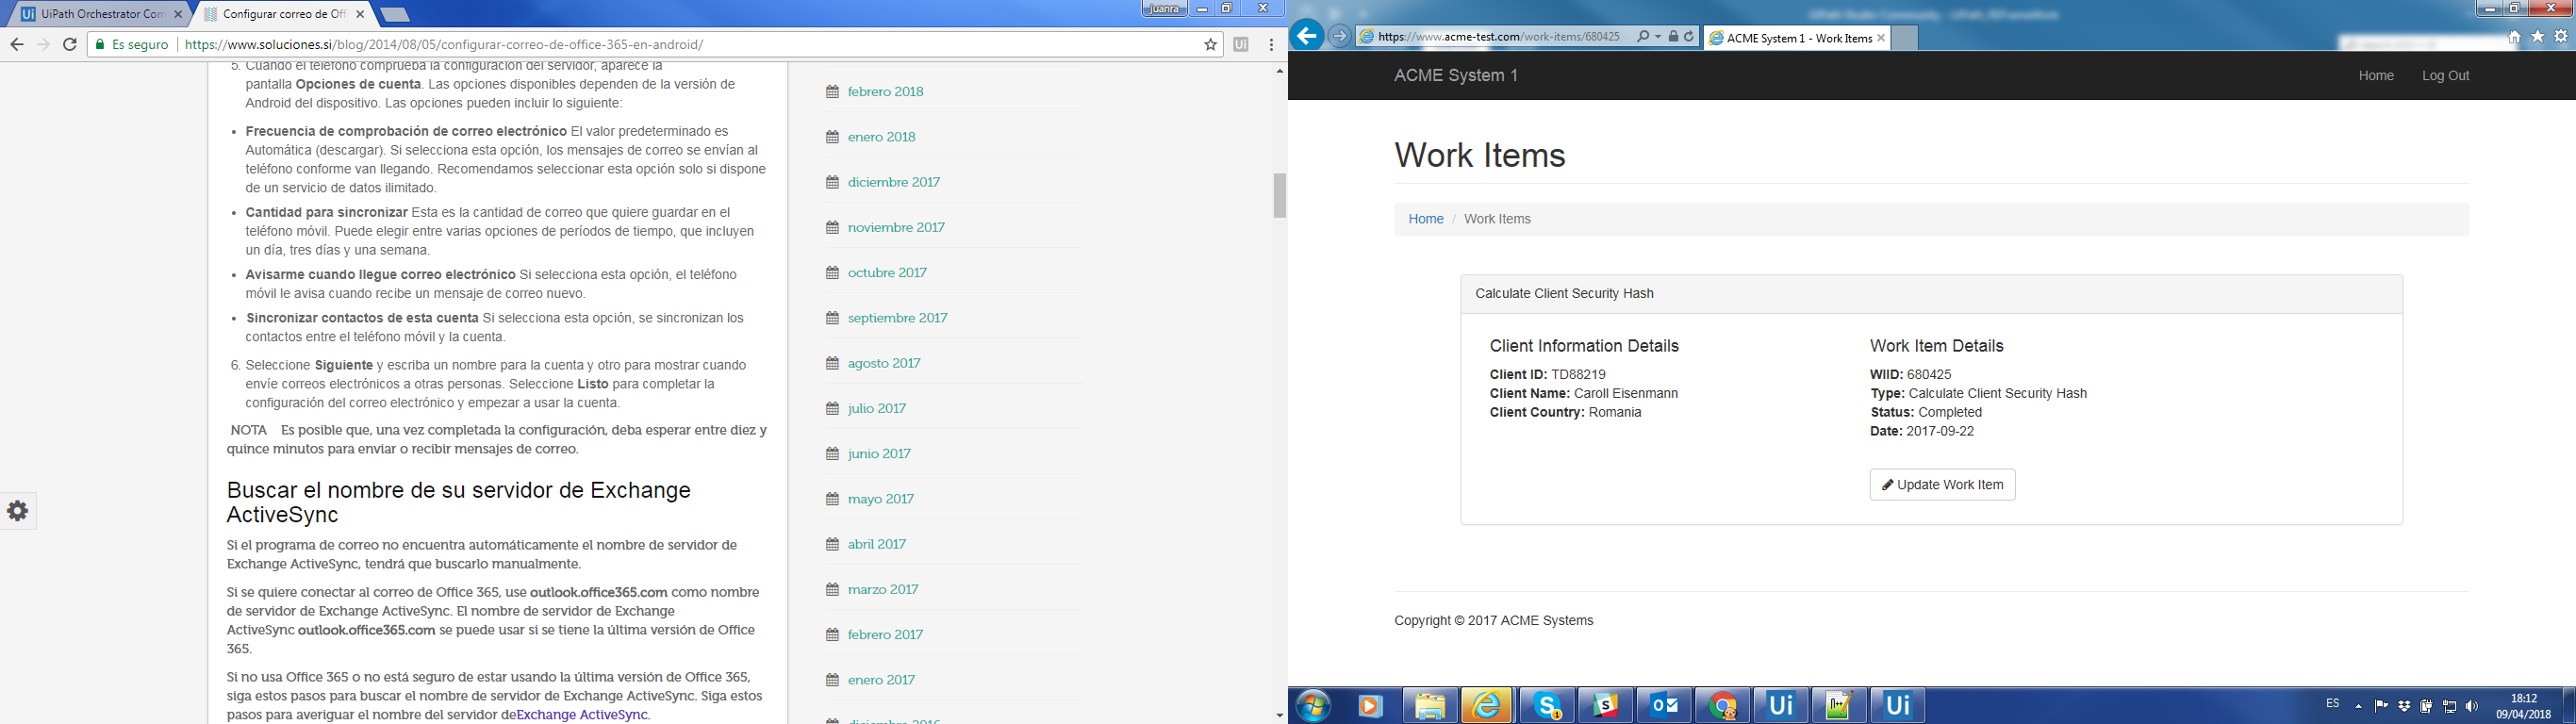 UiPath Orchestrator Com
Configurar correo de Off
juanra
Es seguro
https://www.soluciones.si/blog/2014/08/05/configurar-correo-de-office-365-en-android/
5. Cuando el teléfono comprueba la configuración del servidor, aparece la
pantalla Opciones de cuenta. Las opciones disponibles dependen de la versión de
Android del dispositivo. Las opciones pueden incluir lo siguiente:
• Frecuencia de comprobación de correo electrónico El valor predeterminado es
Automática (descargar). Si selecciona esta opción, los mensajes de correo se envían al
teléfono conforme van llegando. Recomendamos seleccionar esta opción solo si dispone
de un servicio de datos ilimitado.
• Cantidad para sincronizar Esta es la cantidad de correo que quiere guardar en el
teléfono móvil. Puede elegir entre varias opciones de períodos de tiempo, que incluyen
un día, tres días y una semana.
• Avisarme cuando llegue correo electrónico Si selecciona esta opción, el teléfono
móvil le avisa cuando recibe un mensaje de correo nuevo.
• Sincronizar contactos de esta cuenta Si selecciona esta opción, se sincronizan los
contactos entre el teléfono móvil y la cuenta.
6. Seleccione Siguiente y escriba un nombre para la cuenta y otro para mostrar cuando
envíe correos electrónicos a otras personas. Seleccione Listo para completar la
configuración del correo electrónico y empezar a usar la cuenta.
NOTA Es posible que, una vez completada la configuración, deba esperar entre diez y
quince minutos para enviar o recibir mensajes de correo.
Buscar el nombre de su servidor de Exchange
ActiveSync
Si el programa de correo no encuentra automáticamente el nombre de servidor de
Exchange ActiveSync, tendrá que buscarlo manualmente.
Si se quiere conectar al correo de Office 365, use outlook.office365.com como nombre
de servidor de Exchange ActiveSync. El nombre de servidor de Exchange
ActiveSync outlook.office365.com se puede usar si se tiene la última versión de Office
365.
Si no usa Office 365 o no está seguro de estar usando la última versión de Office 365,
siga estos pasos para buscar el nombre de servidor de Exchange ActiveSync. Siga estos
pasos para averiguar el nombre del servidor deExchange ActiveSync.
febrero 2018
enero 2018
diciembre 2017
noviembre 2017
octubre 2017
septiembre 2017
agosto 2017
julio 2017
junio 2017
mayo 2017
abril 2017
marzo 2017
febrero 2017
enero 2017
diciembre 2016
https://www.acme-test.com/work-items/680425
ACME System 1 - Work Items
ACME System 1
Home
Log Out
Work Items
Home / Work Items
Calculate Client Security Hash
Client Information Details
Client ID: TD88219
Client Name: Caroll Eisenmann
Client Country: Romania
Work Item Details
WIID: 680425
Type: Calculate Client Security Hash
Status: Completed
Date: 2017-09-22
Update Work Item
Copyright © 2017 ACME Systems
ES
18:12
09/04/2018